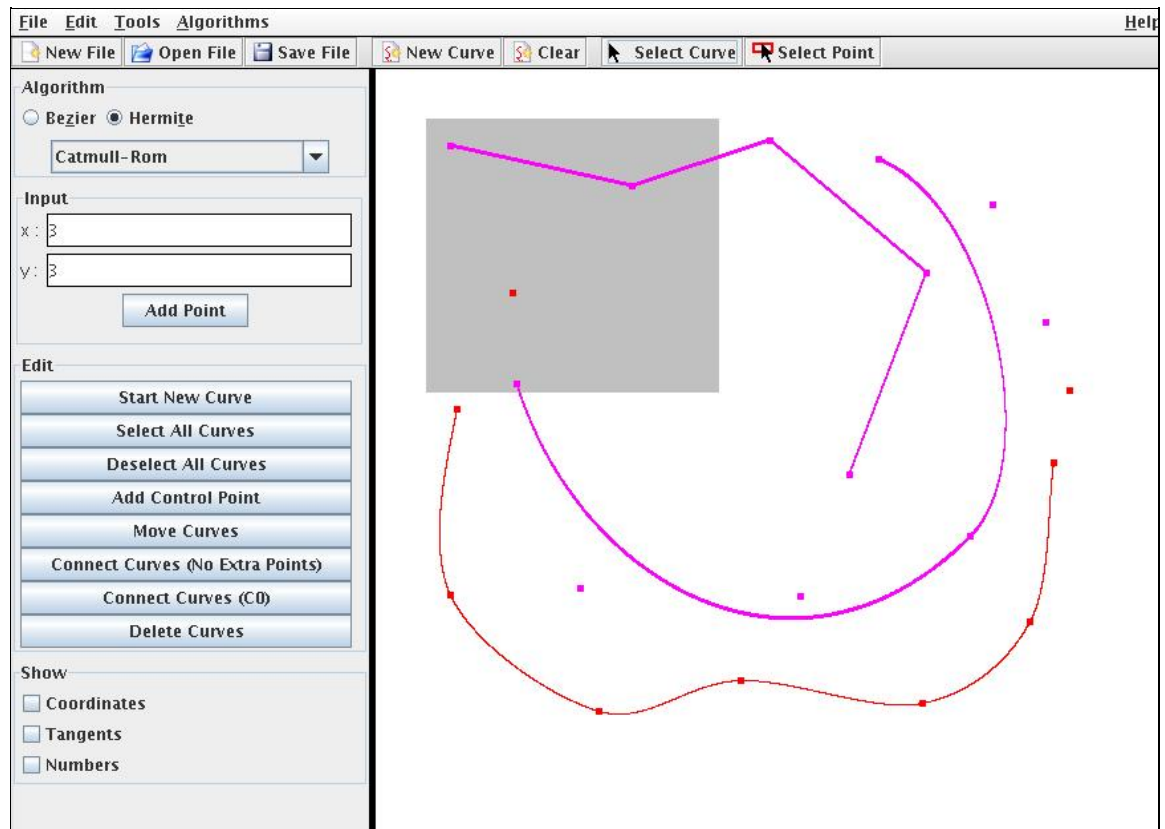 File Edit Tools Algorithms Help
New File Open File Save File New Curve Clear Select Curve Select Point
Algorithm
Bezier Hermite
Catmull-Rom
Input
x: 3
y: 3
Add Point
Edit
Start New Curve
Select All Curves
Deselect All Curves
Add Control Point
Move Curves
Connect Curves (No Extra Points)
Connect Curves (C0)
Delete Curves
Show
Coordinates
Tangents
Numbers